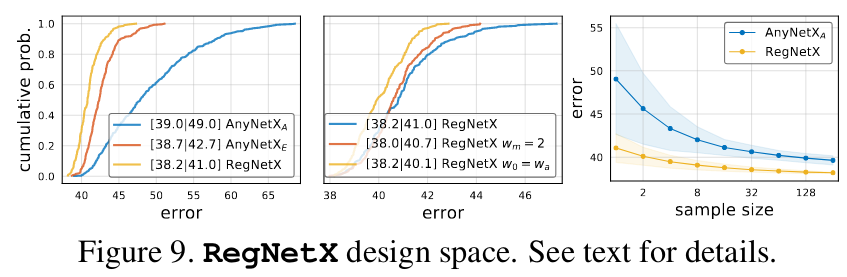 cumulative prob.
1.0
0.8
0.6
0.4
0.2
0.0
[39.0|49.0] AnyNetX_A
[38.7|42.7] AnyNetX_E
[38.2|41.0] RegNetX
40 45 50 55 60 65
error
[38.2|41.0] RegNetX
[38.0|40.7] RegNetX w_m = 2
[38.2|40.1] RegNetX w_0 = w_a
38 40 42 44 46
error
error
55
50
45
40
AnyNetX_A
RegNetX
2 8 32 128
sample size
Figure 9. RegNetX design space. See text for details.